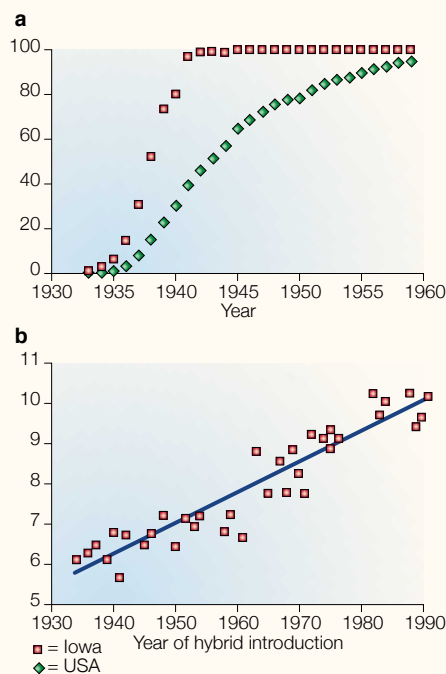 a
100
80
60
40
20
0
1930 1935 1940 1945 1950 1955 1960
Year
b
11
10
9
8
7
6
5
1930 1940 1950 1960 1970 1980 1990
Year of hybrid introduction
= Iowa
= USA